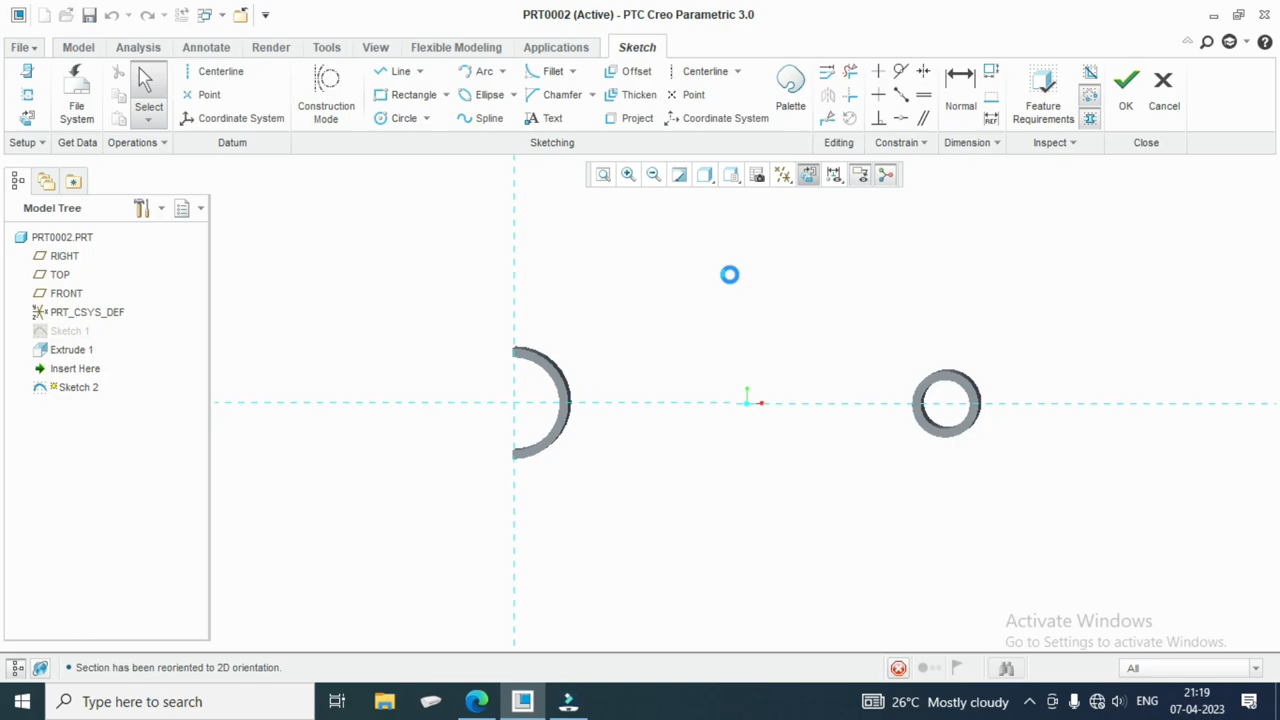 PRT0002 (Active) - PTC Creo Parametric 3.0
File Model Analysis Annotate Render Tools View Flexible Modeling Applications Sketch
File System
Select
Centerline
Point
Coordinate System
Construction Mode
Line Arc Fillet Offset Centerline
Rectangle Ellipse Chamfer Thicken Point
Circle Spline Text Project Coordinate System
Palette
Normal
Feature Requirements
OK Cancel
Setup Get Data Operations Datum Sketching Editing Constrain Dimension Inspect Close
Model Tree
PRT0002.PRT
RIGHT
TOP
FRONT
PRT_CSYS_DEF
Sketch 1
Extrude 1
Insert Here
Sketch 2
Activate Windows
Go to Settings to activate Windows.
• Section has been reoriented to 2D orientation.
All
Type here to search
26°C Mostly cloudy
ENG
21:19
07-04-2023